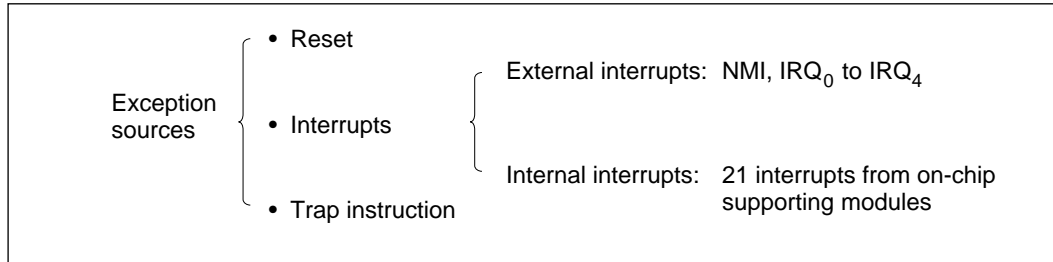 • Reset
External interrupts: NMI, IRQ0 to IRQ4
Exception
sources
• Interrupts
Internal interrupts: 21 interrupts from on-chip
supporting modules
• Trap instruction